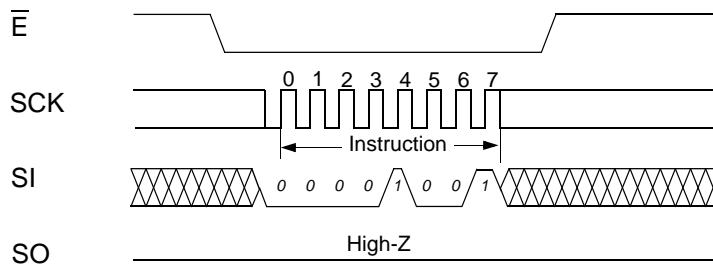 E̅
SCK
0 1 2 3 4 5 6 7
Instruction
SI
0 0 0 0 1 0 0 1
SO
High-Z